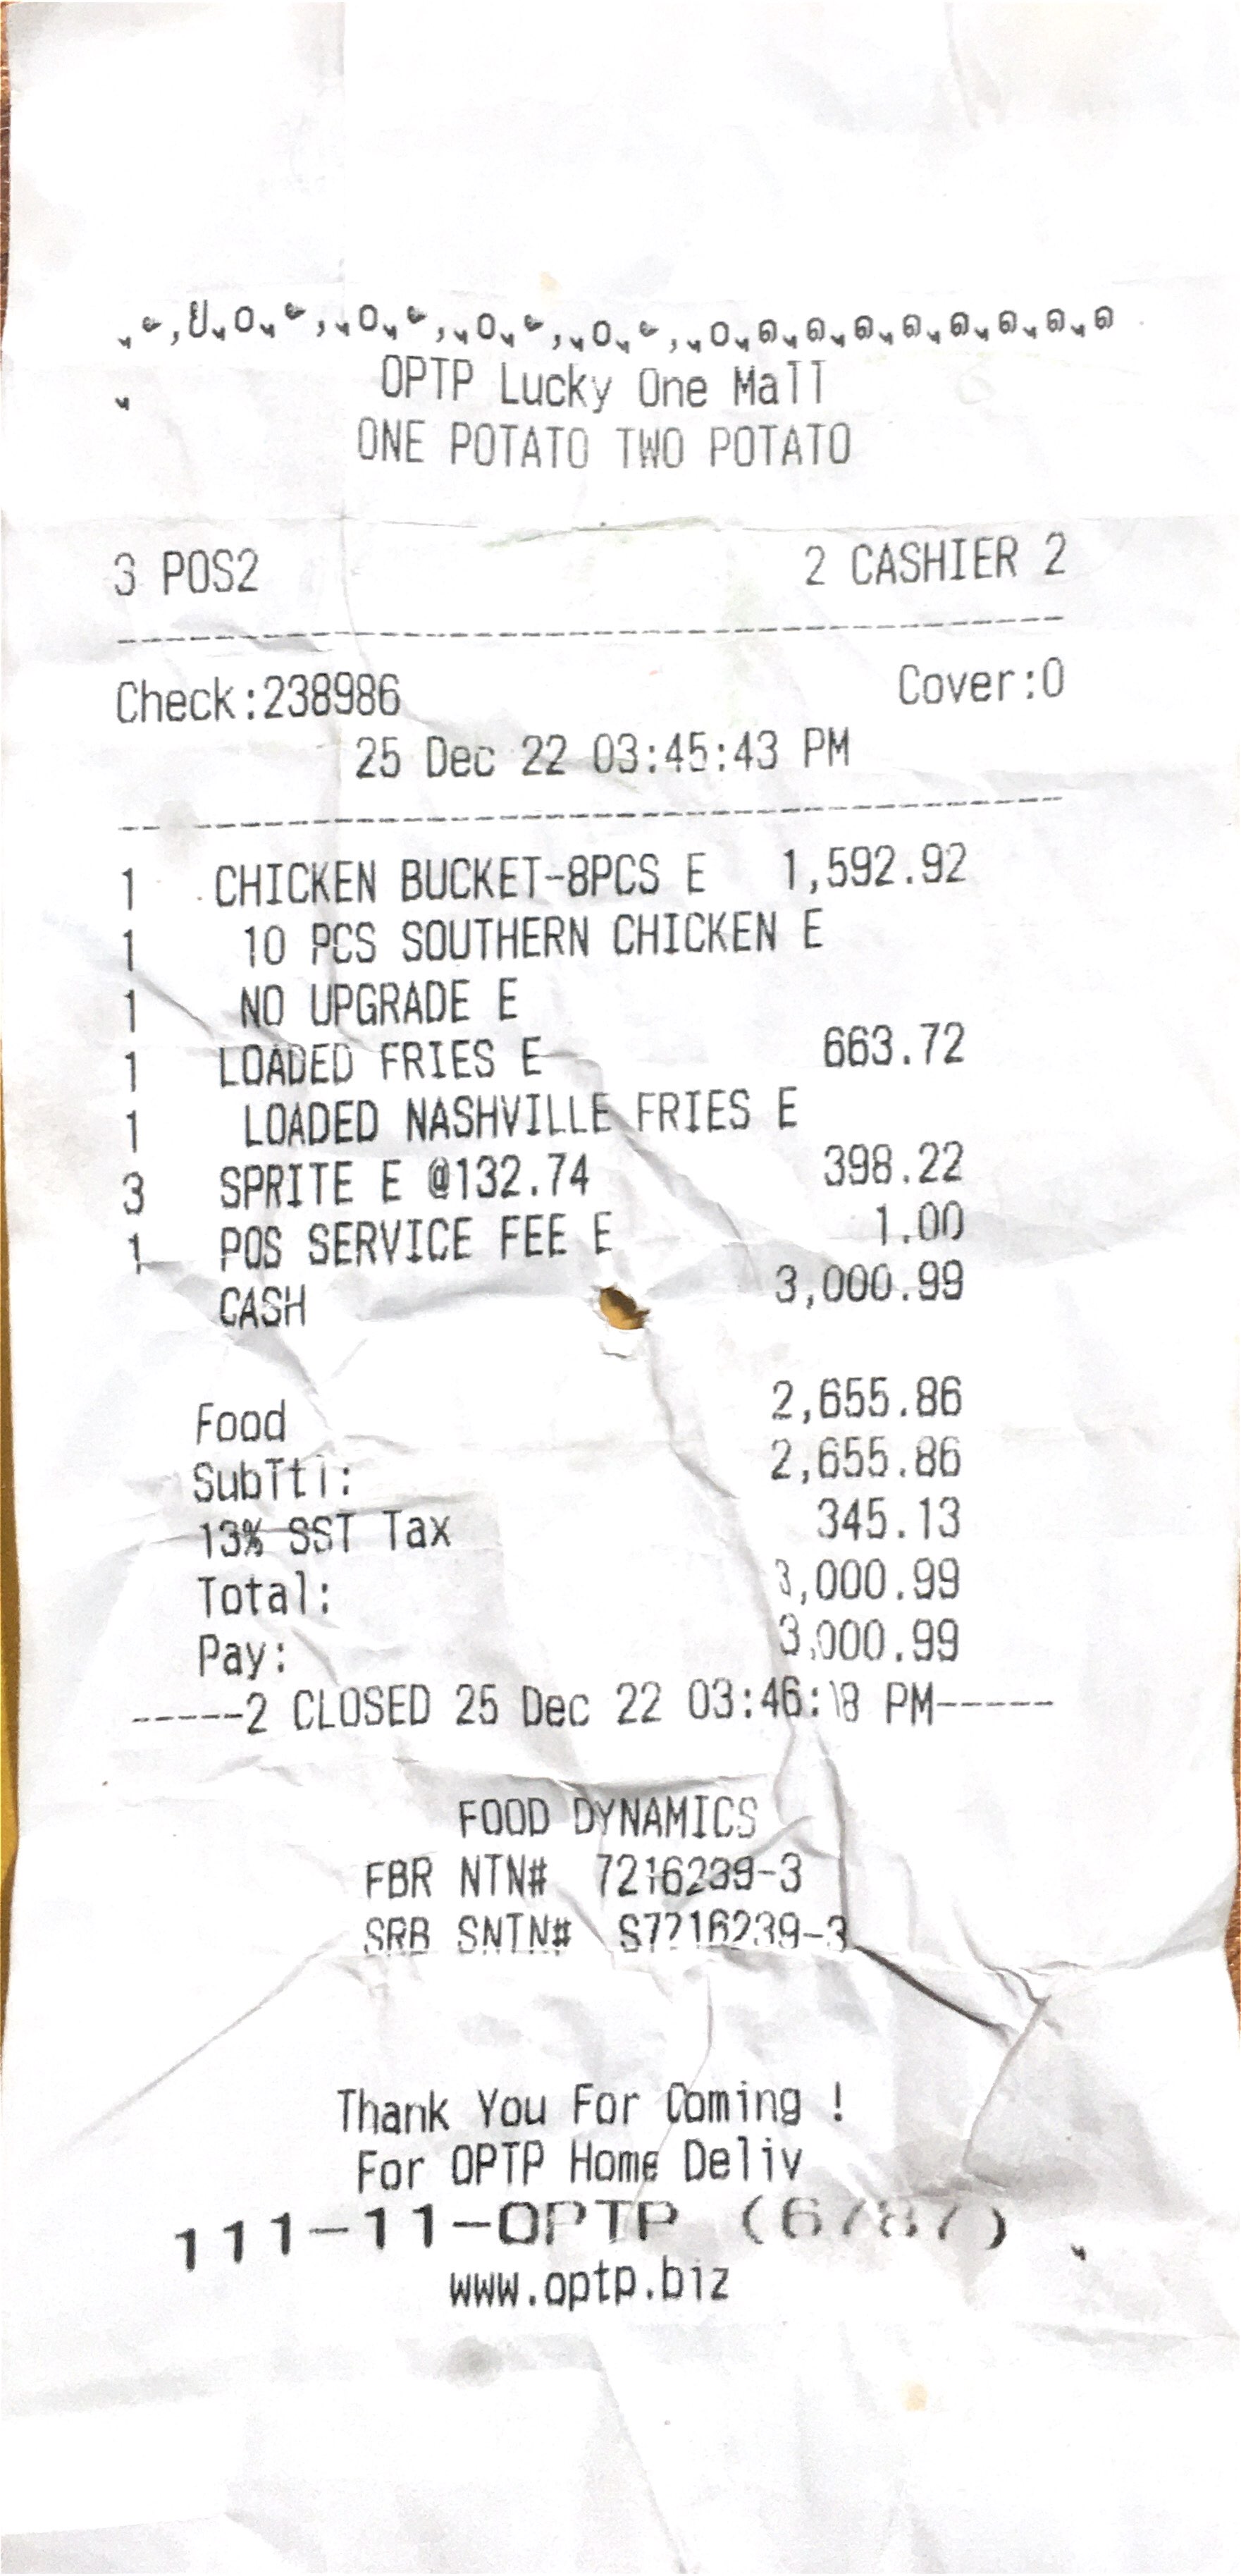 OPTP Lucky One Mall
ONE POTATO TWO POTATO
3 POS2 2 CASHIER 2
Check:238986 Cover:0
25 Dec 22 03:45:43 PM
1 CHICKEN BUCKET-8PCS E 1,592.92
1 10 PCS SOUTHERN CHICKEN E
1 NO UPGRADE E
1 LOADED FRIES E 663.72
1 LOADED NASHVILLE FRIES E
3 SPRITE E @132.74 398.22
1 POS SERVICE FEE E 1.00
CASH 3,000.99
Food 2,655.86
SubTtl: 2,655.86
13% SST Tax 345.13
Total: 3,000.99
Pay: 3,000.99
-----2 CLOSED 25 Dec 22 03:46:18 PM-----
FOOD DYNAMICS
FBR NTN# 7216239-3
SRB SNTN# S7216239-3
Thank You For Coming !
For OPTP Home Deliv
111-11-OPTP (6787)
www.optp.biz